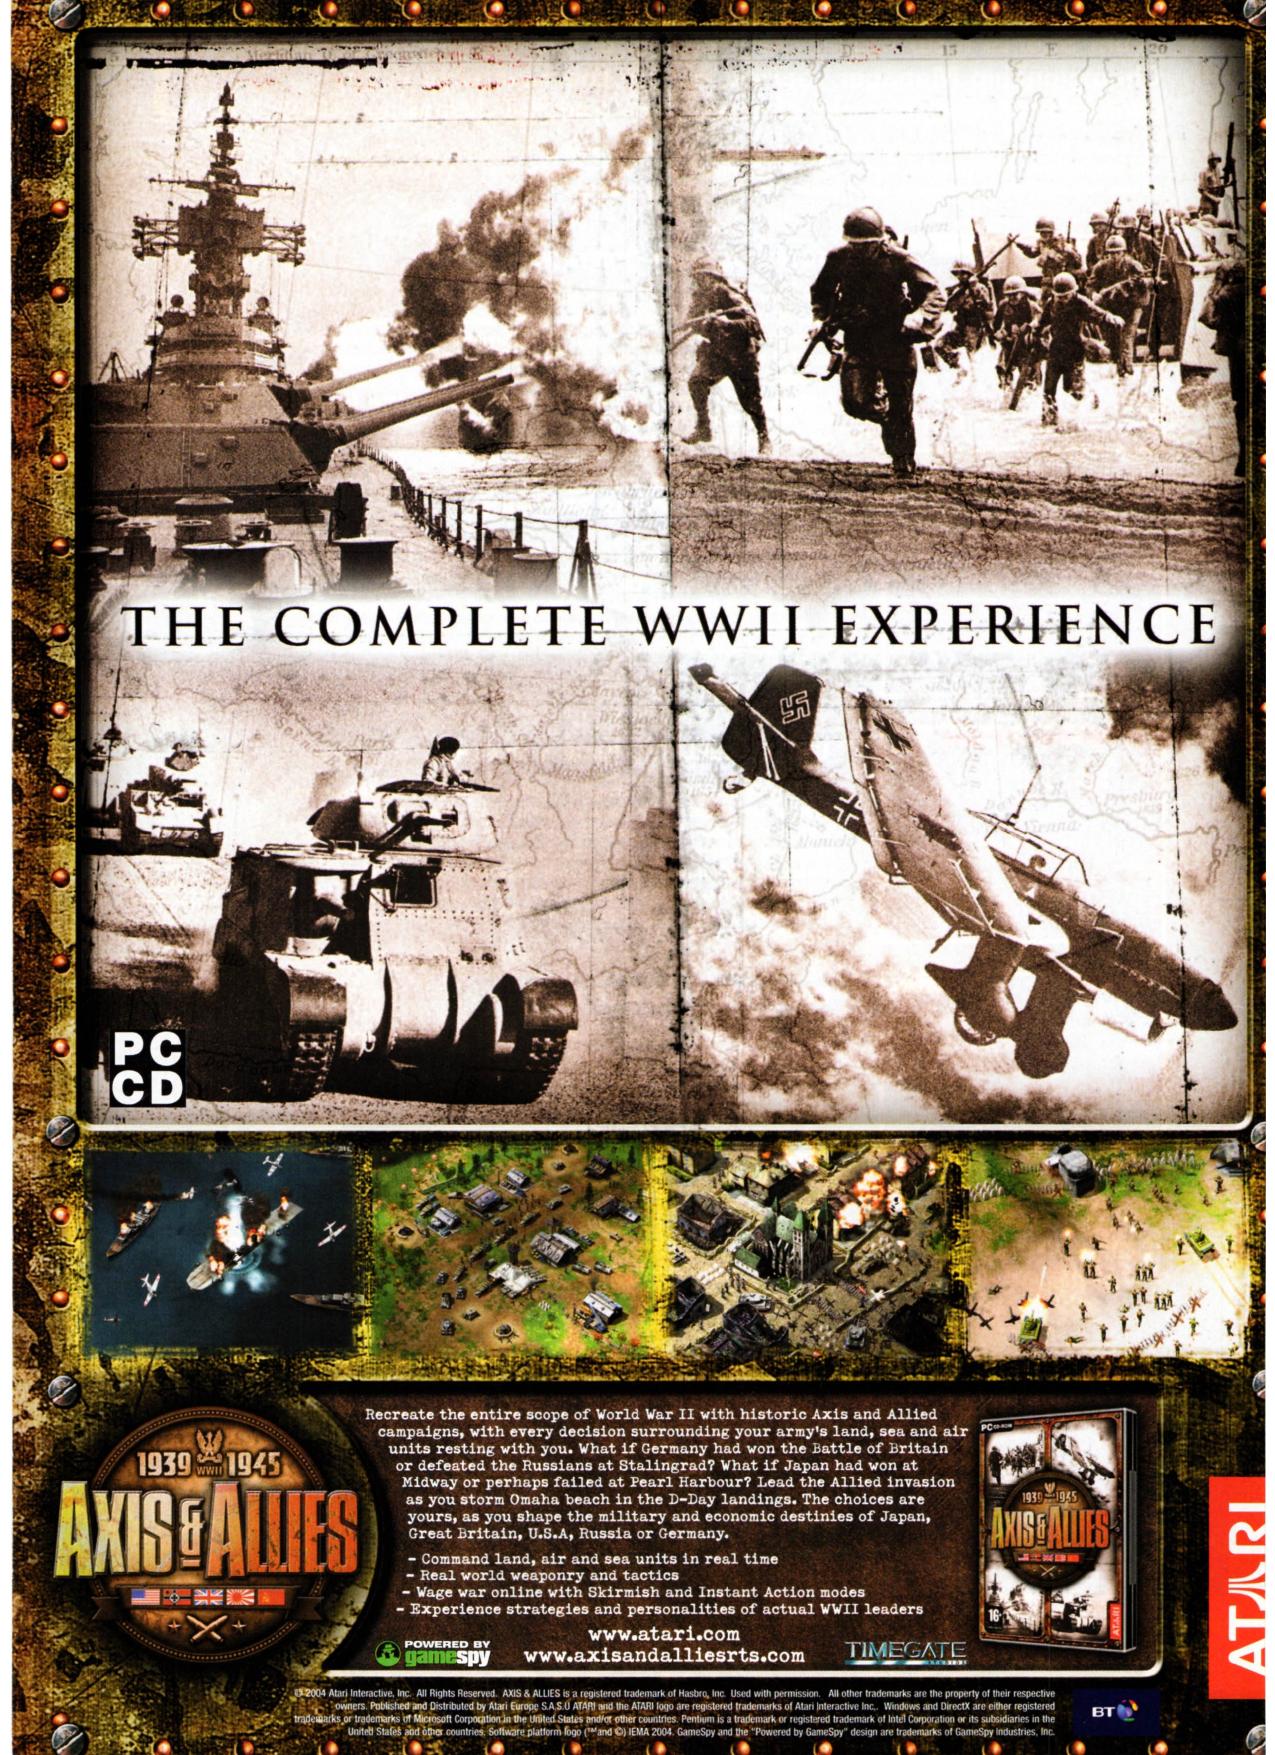 THE COMPLETE WWII EXPERIENCE
PC
CD
1939 WWII 1945
AXIS & ALLIES
Recreate the entire scope of World War II with historic Axis and Allied
campaigns, with every decision surrounding your army's land, sea and air
units resting with you. What if Germany had won the Battle of Britain
or defeated the Russians at Stalingrad? What if Japan had won at
Midway or perhaps failed at Pearl Harbour? Lead the Allied invasion
as you storm Omaha beach in the D-Day landings. The choices are
yours, as you shape the military and economic destinies of Japan,
Great Britain, U.S.A, Russia or Germany.
- Command land, air and sea units in real time
- Real world weaponry and tactics
- Wage war online with Skirmish and Instant Action modes
- Experience strategies and personalities of actual WWII leaders
www.atari.com
POWERED BY
gamespy
www.axisandalliesrts.com
TIMEGATE
STUDIOS
PC CD-ROM
1939 WWII 1945
AXIS & ALLIES
16+
ATARI
ATARI
© 2004 Atari Interactive, Inc. All Rights Reserved. AXIS & ALLIES is a registered trademark of Hasbro, Inc. Used with permission. All other trademarks are the property of their respective
owners. Published and Distributed by Atari Europe S.A.S.U ATARI and the ATARI logo are registered trademarks of Atari Interactive Inc.. Windows and DirectX are either registered
trademarks or trademarks of Microsoft Corporation in the United States and/or other countries. Pentium is a trademark or registered trademark of Intel Corporation or its subsidiaries in the
United States and other countries. Software platform logo (™and ©) IEMA 2004. GameSpy and the "Powered by GameSpy" design are trademarks of GameSpy Industries, Inc.
BT